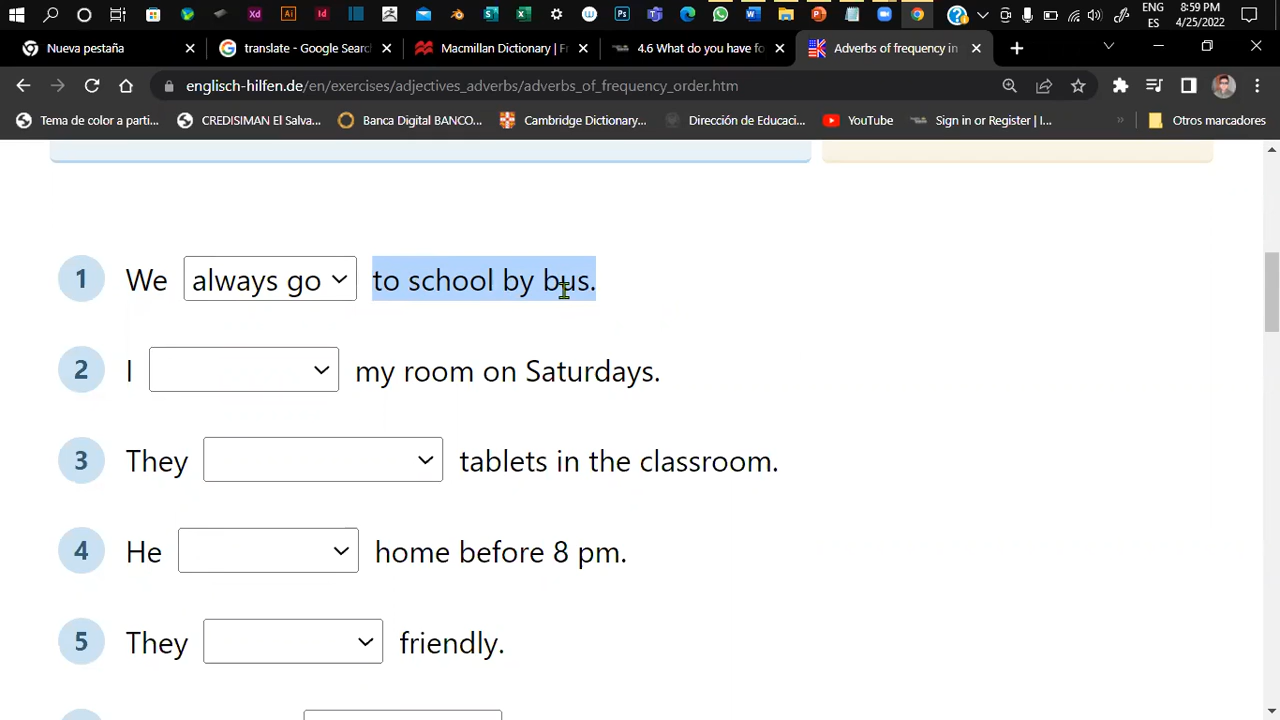 ENG 8:59 PM
ES 4/25/2022
Nueva pestaña
translate - Google Searc
Macmillan Dictionary | F
4.6 What do you have fo
Adverbs of frequency in
englisch-hilfen.de/en/exercises/adjectives_adverbs/adverbs_of_frequency_order.htm
Tema de color a parti...
CREDISIMAN El Salva...
Banca Digital BANCO...
Cambridge Dictionary...
Dirección de Educaci...
YouTube
Sign in or Register | I...
Otros marcadores
1 We always go to school by bus.
2 I my room on Saturdays.
3 They tablets in the classroom.
4 He home before 8 pm.
5 They friendly.